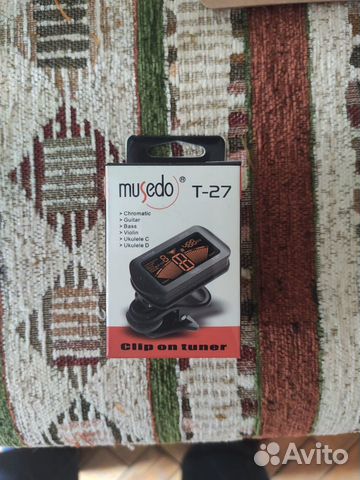 musedo®
T-27
> Chromatic
> Guitar
> Bass
> Violin
> Ukulele C
> Ukulele D
Clip on tuner
Avito